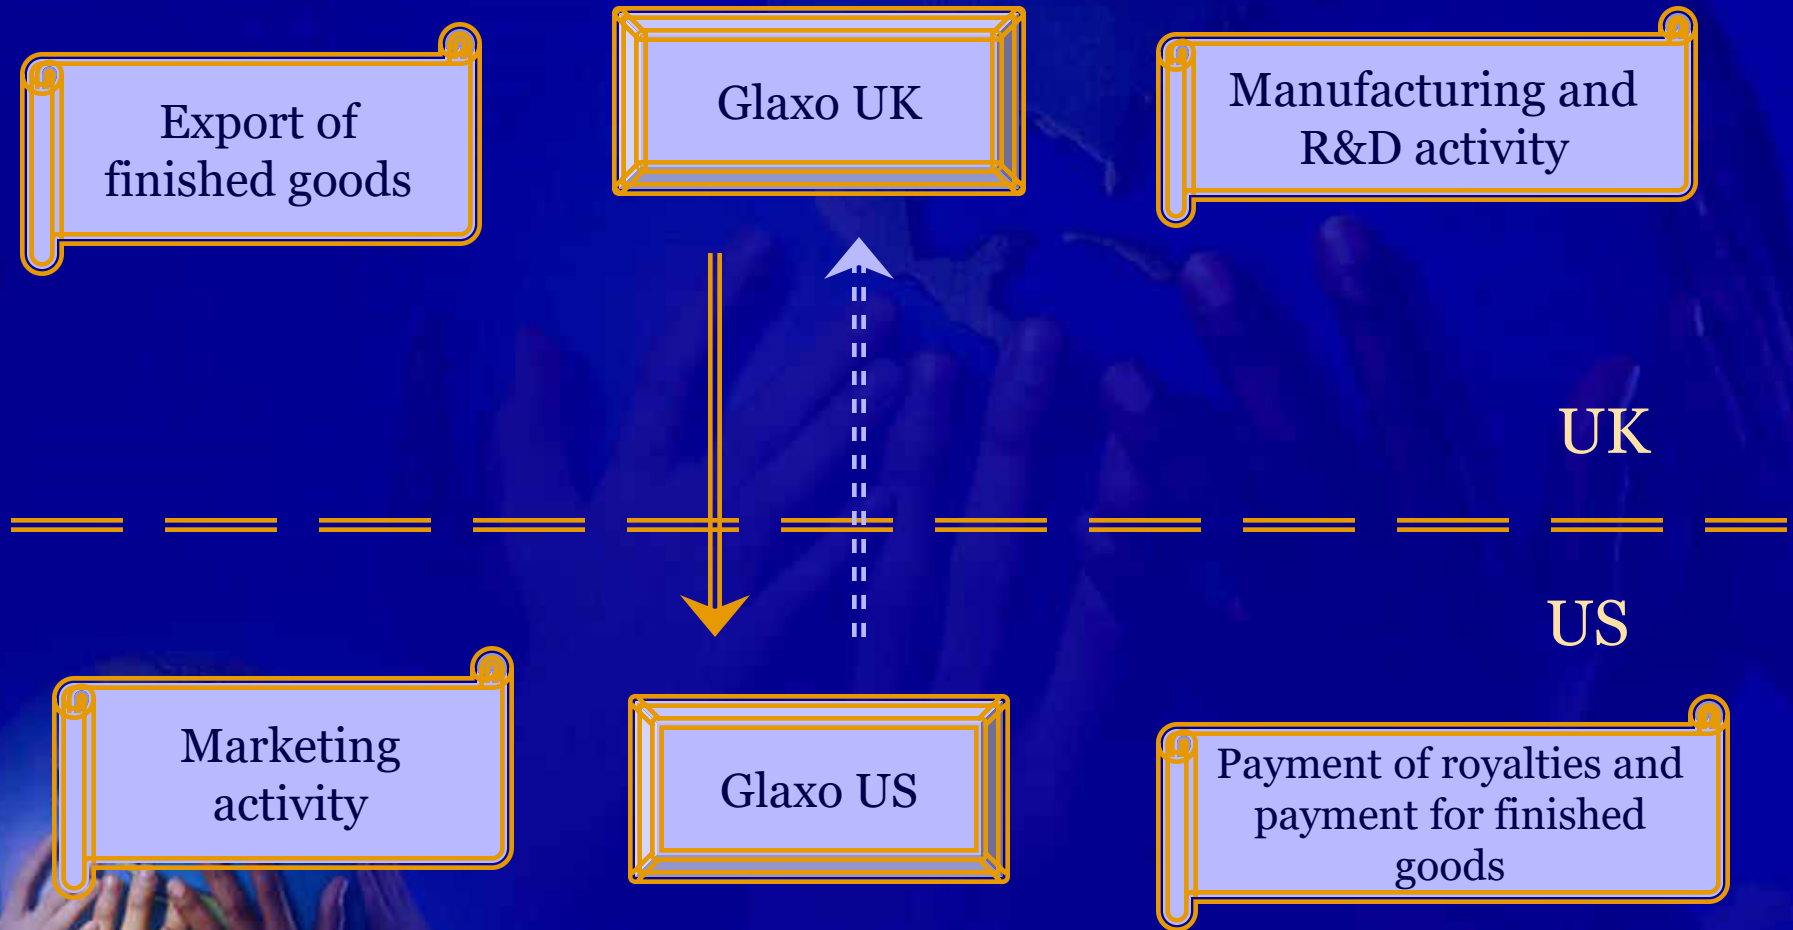 Export of
finished goods
Glaxo UK
Manufacturing and
R&D activity
UK
US
Marketing
activity
Glaxo US
Payment of royalties and
payment for finished
goods